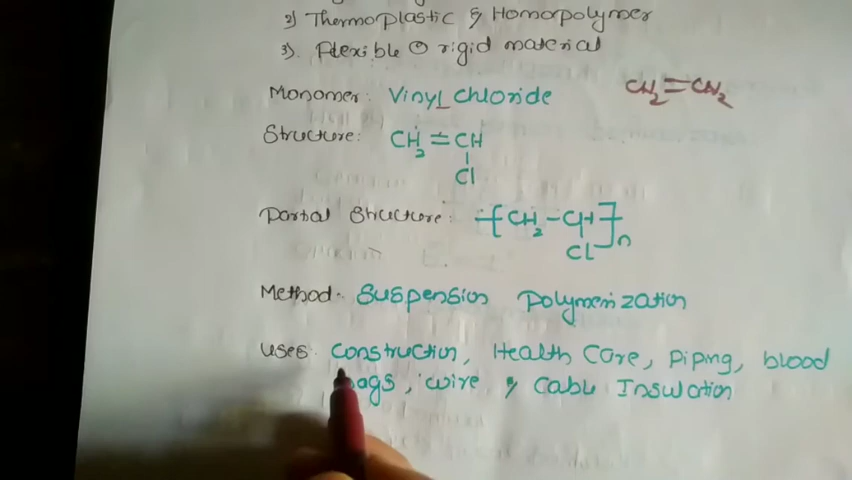 2) Thermoplastic & Homopolymer
3). Flexible ⊙ rigid material
Monomer: Vinyl chloride
CH2=CH2
Structure: CH2=CH
Cl
Partial Structure: [CH2-CH]n
Cl
Method:- Suspension Polymerization
Uses: Construction, Health Care, Piping, blood
bags, wire & Cable Insulation